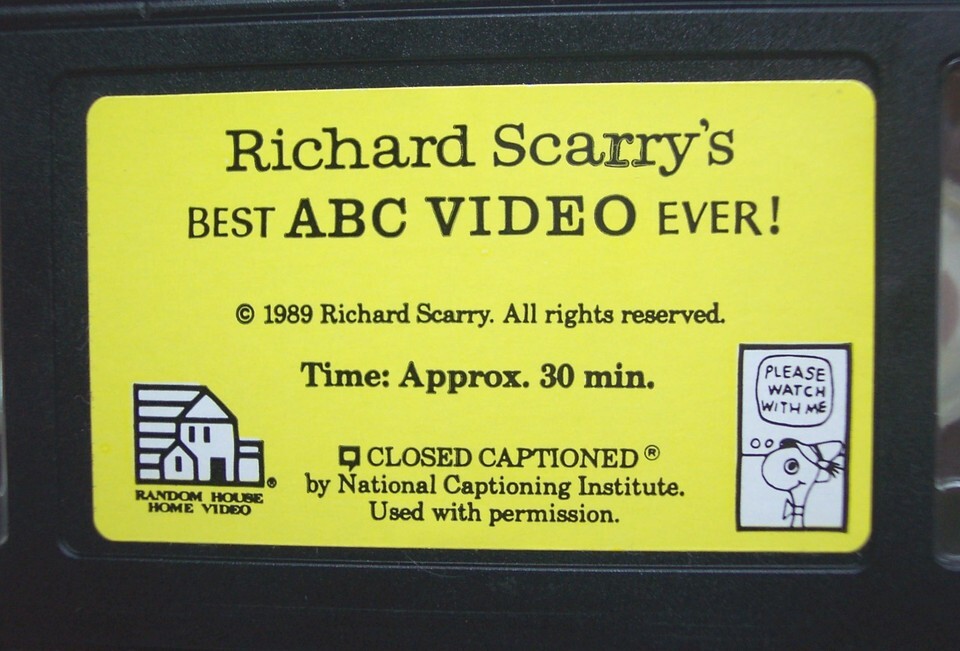 Richard Scarry's
BEST ABC VIDEO EVER!
© 1989 Richard Scarry. All rights reserved.
Time: Approx. 30 min.
CLOSED CAPTIONED ®
by National Captioning Institute.
Used with permission.
RANDOM HOUSE ®
HOME VIDEO
PLEASE
WATCH
WITH ME